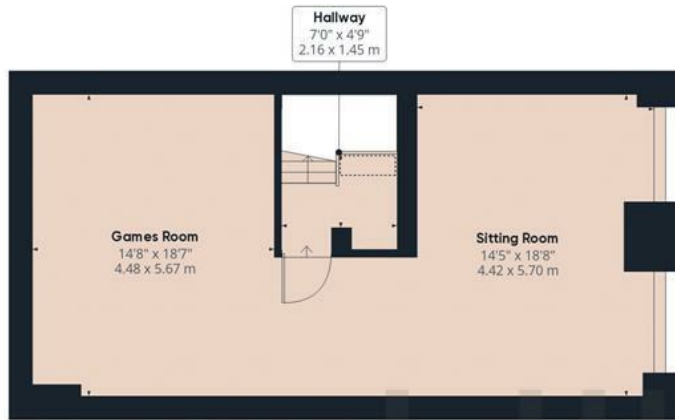 Hallway
7'0" x 4'9"
2.16 x 1.45 m
Games Room
14'8" x 18'7"
4.48 x 5.67 m
Sitting Room
14'5" x 18'8"
4.42 x 5.70 m